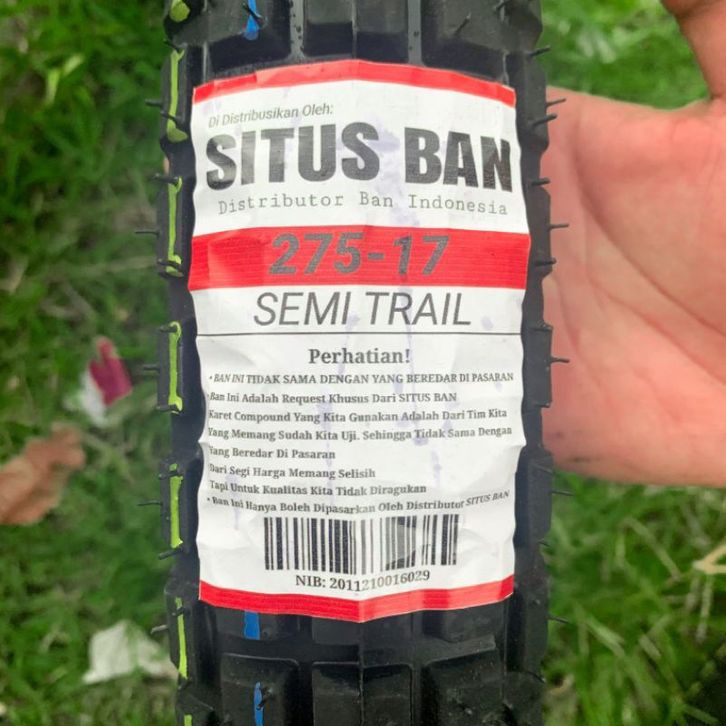 Di Distribusikan Oleh:
SITUS BAN
Distributor Ban Indonesia
275-17
SEMI TRAIL
Perhatian!
• BAN INI TIDAK SAMA DENGAN YANG BEREDAR DI PASARAN
• Ban Ini Adalah Request Khusus Dari SITUS BAN
Karet Compound Yang Kita Gunakan Adalah Dari Tim Kita
Yang Memang Sudah Kita Uji. Sehingga Tidak Sama Dengan
Yang Beredar Di Pasaran
Dari Segi Harga Memang Selisih
Tapi Untuk Kualitas Kita Tidak Diragukan
• Ban Ini Hanya Boleh Dipasarkan Oleh Distributor SITUS BAN
NIB: 2011210016029